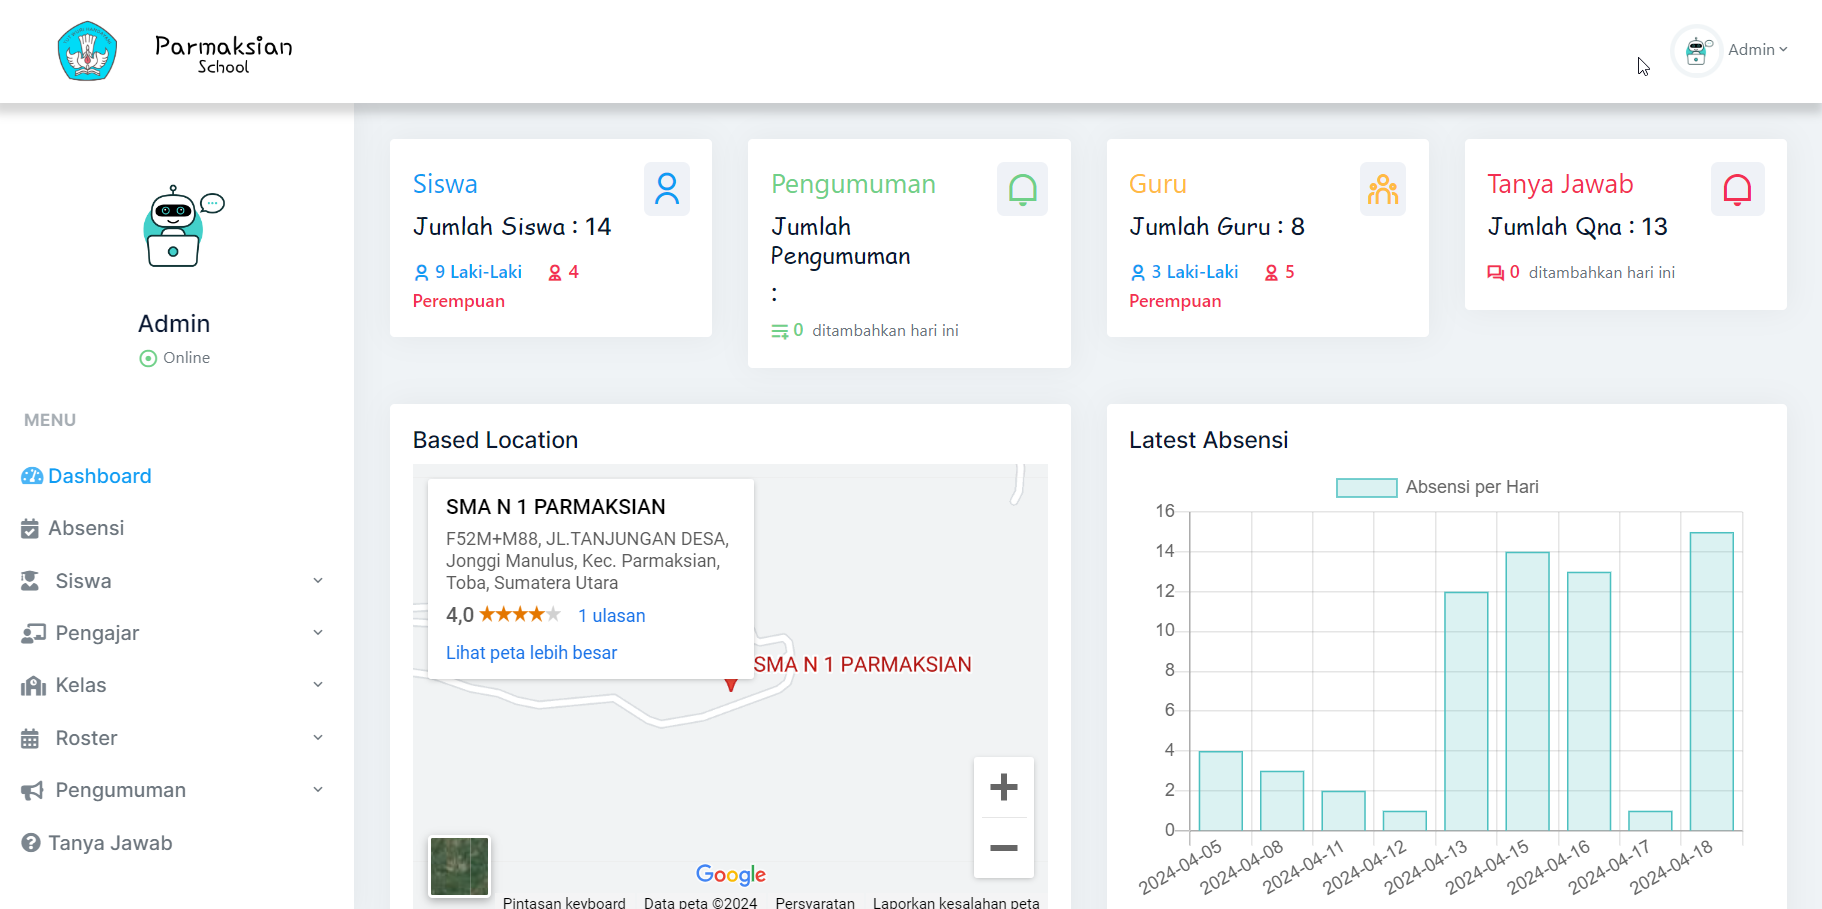 Parmaksian
School
Admin
Admin
Online
MENU
Dashboard
Absensi
Siswa
Pengajar
Kelas
Roster
Pengumuman
Tanya Jawab
Siswa
Jumlah Siswa : 14
9 Laki-Laki 4
Perempuan
Pengumuman
Jumlah
Pengumuman
:
0 ditambahkan hari ini
Guru
Jumlah Guru : 8
3 Laki-Laki 5
Perempuan
Tanya Jawab
Jumlah Qna : 13
0 ditambahkan hari ini
Based Location
SMA N 1 PARMAKSIAN
F52M+M88, JL.TANJUNGAN DESA,
Jonggi Manulus, Kec. Parmaksian,
Toba, Sumatera Utara
4,0 ★★★★★ 1 ulasan
Lihat peta lebih besar
SMA N 1 PARMAKSIAN
Google
Pintasan keyboard Data peta ©2024 Persyaratan Laporkan kesalahan peta
Latest Absensi
Absensi per Hari
16
14
12
10
8
6
4
2
0
2024-04-05 2024-04-08 2024-04-11 2024-04-12 2024-04-13 2024-04-15 2024-04-16 2024-04-17 2024-04-18